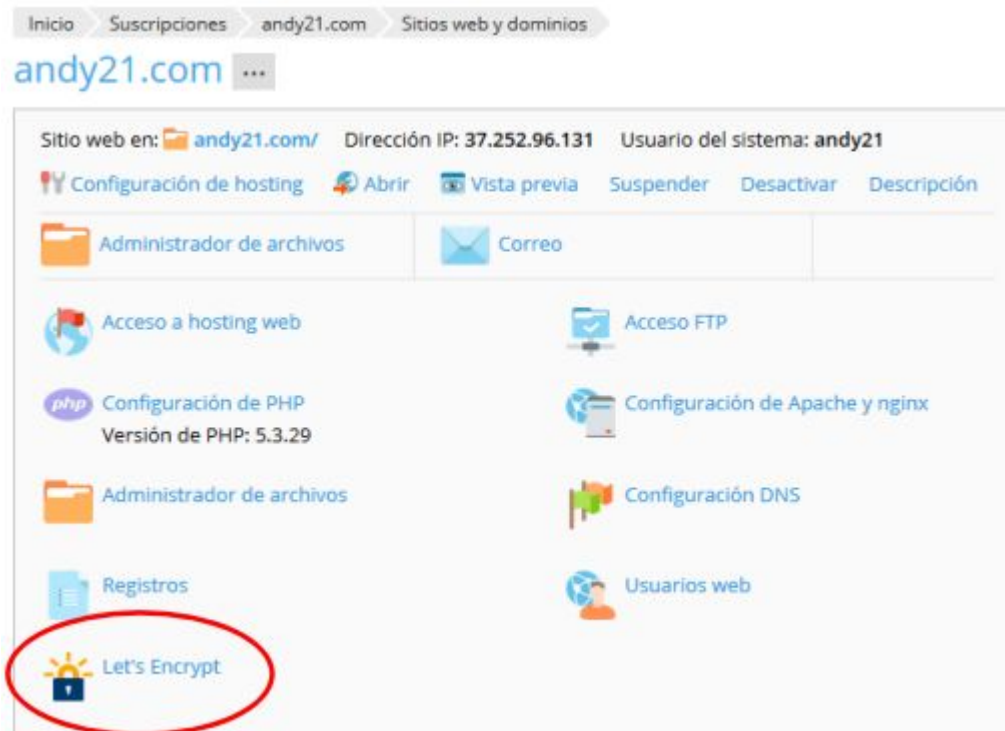 Inicio Suscripciones andy21.com Sitios web y dominios
andy21.com ...
Sitio web en: andy21.com/ Dirección IP: 37.252.96.131 Usuario del sistema: andy21
Configuración de hosting Abrir Vista previa Suspender Desactivar Descripción
Administrador de archivos Correo
Acceso a hosting web Acceso FTP
php Configuración de PHP Configuración de Apache y nginx
Versión de PHP: 5.3.29
Administrador de archivos Configuración DNS
Registros Usuarios web
Let's Encrypt